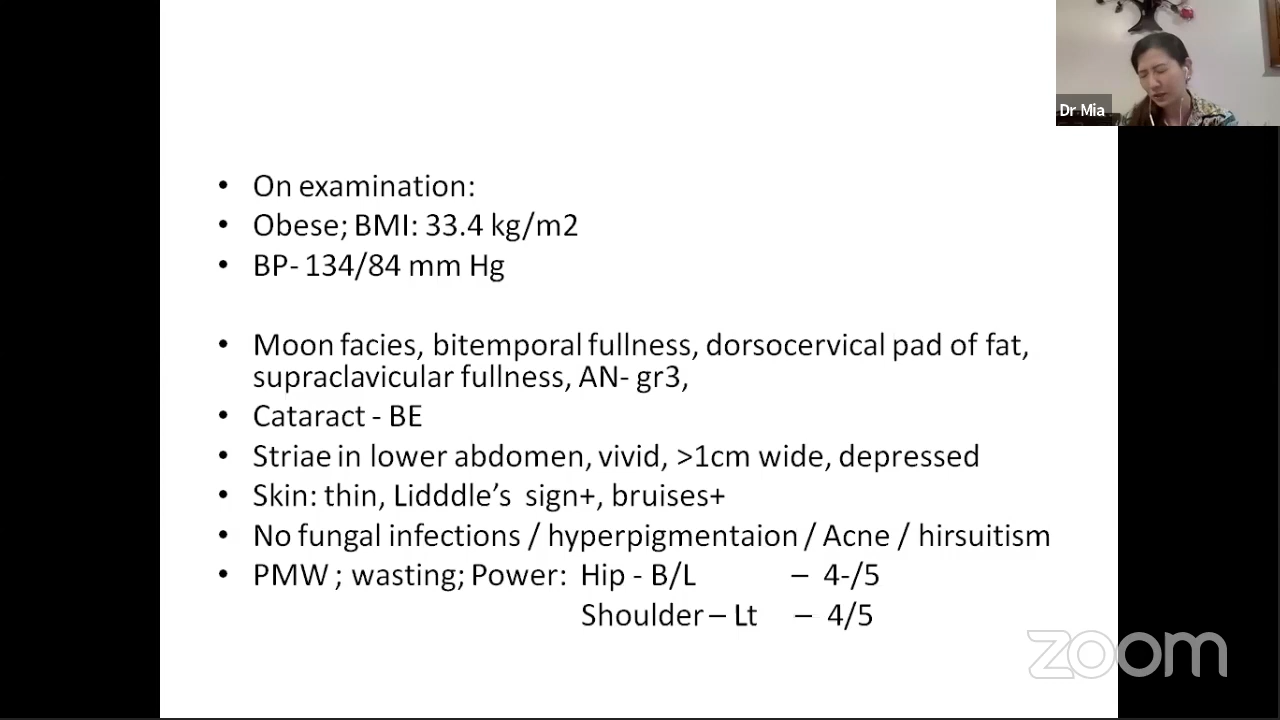 Dr Mia
• On examination:
• Obese; BMI: 33.4 kg/m2
• BP- 134/84 mm Hg
• Moon facies, bitemporal fullness, dorsocervical pad of fat,
supraclavicular fullness, AN- gr3,
• Cataract - BE
• Striae in lower abdomen, vivid, >1cm wide, depressed
• Skin: thin, Lidddle’s sign+, bruises+
• No fungal infections / hyperpigmentaion / Acne / hirsuitism
• PMW ; wasting; Power: Hip - B/L – 4-/5
Shoulder – Lt – 4/5
zoom